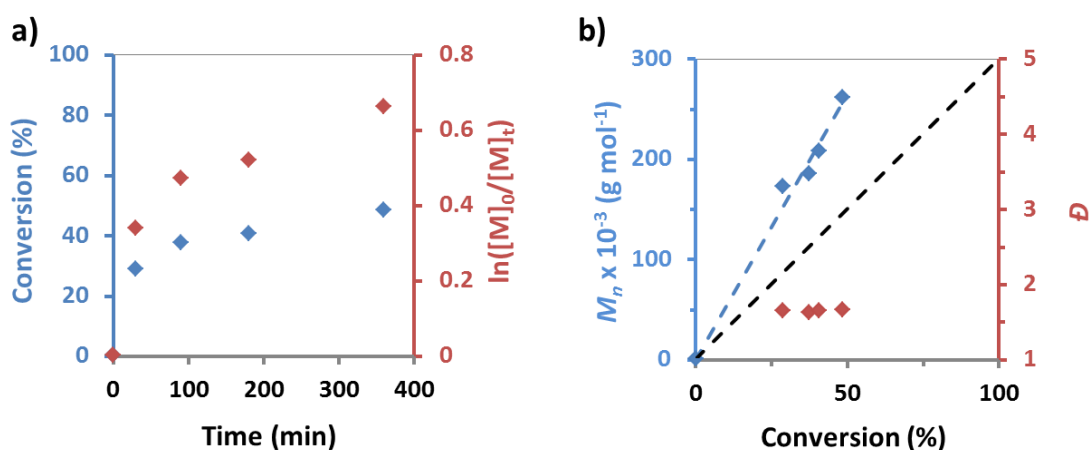 a)
100
80
60
40
20
0
Conversion (%)
0.8
0.6
0.4
0.2
0
ln([M]₀/[M]ₜ)
0 100 200 300 400
Time (min)
b)
300
200
100
0
Mₙ x 10⁻³ (g mol⁻¹)
5
4
3
2
1
Đ
0 50 100
Conversion (%)